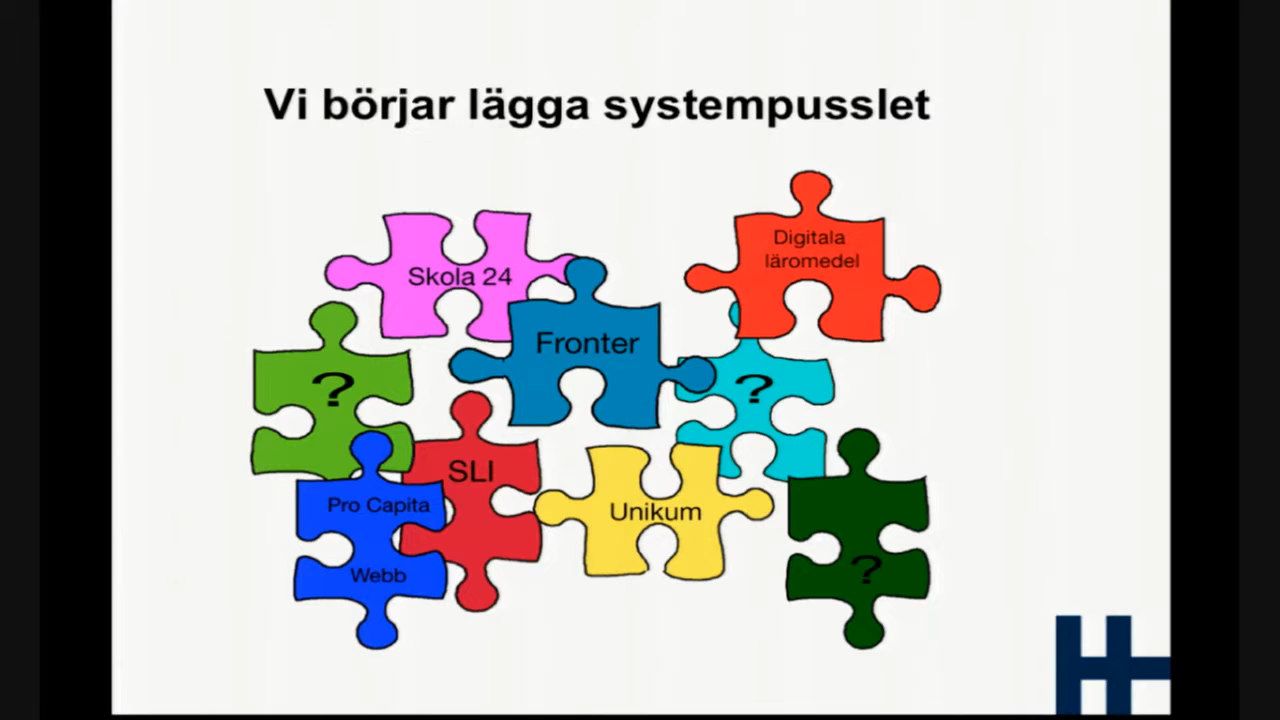 Vi börjar lägga systempusslet
Digitala
läromedel
Skola 24
Fronter
?
?
SLI
Pro Capita
Unikum
Webb
?